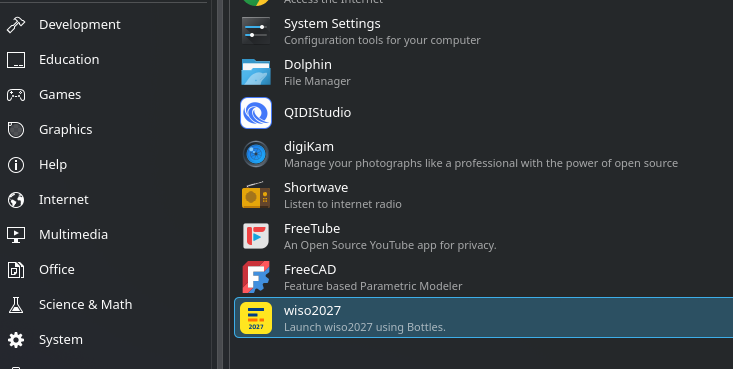 Development
Education
Games
Graphics
Help
Internet
Multimedia
Office
Science & Math
System
Access the Internet
System Settings
Configuration tools for your computer
Dolphin
File Manager
QIDIStudio
digiKam
Manage your photographs like a professional with the power of open source
Shortwave
Listen to internet radio
FreeTube
An Open Source YouTube app for privacy.
FreeCAD
Feature based Parametric Modeler
2027
wiso2027
Launch wiso2027 using Bottles.